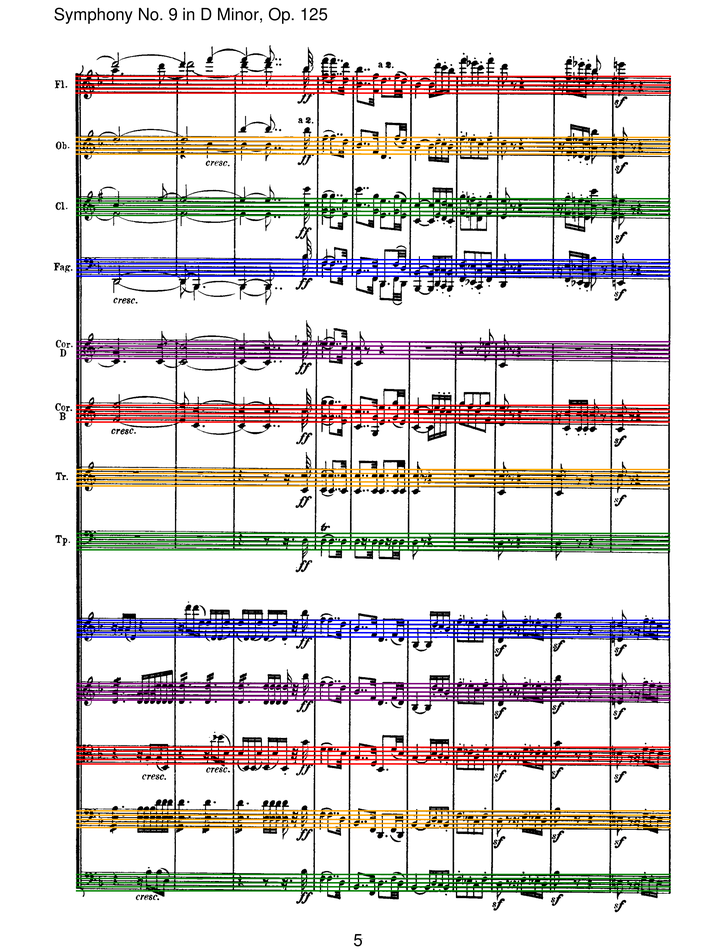 Symphony No. 9 in D Minor, Op. 125
a 2.
Fl.
ff
sf
a 2.
Ob.
cresc.
ff
sf
Cl.
ff
sf
Fag.
cresc.
ff
sf
Cor.
D
ff
Cor.
B
cresc.
ff
sf
Tr.
ff
sf
tr
Tp.
ff
ff
sf
sf
sf
ff
sf
sf
sf
cresc.
cresc.
ff
sf
sf
sf
ff
sf
sf
sf
cresc.
ff
sf
sf
sf
5